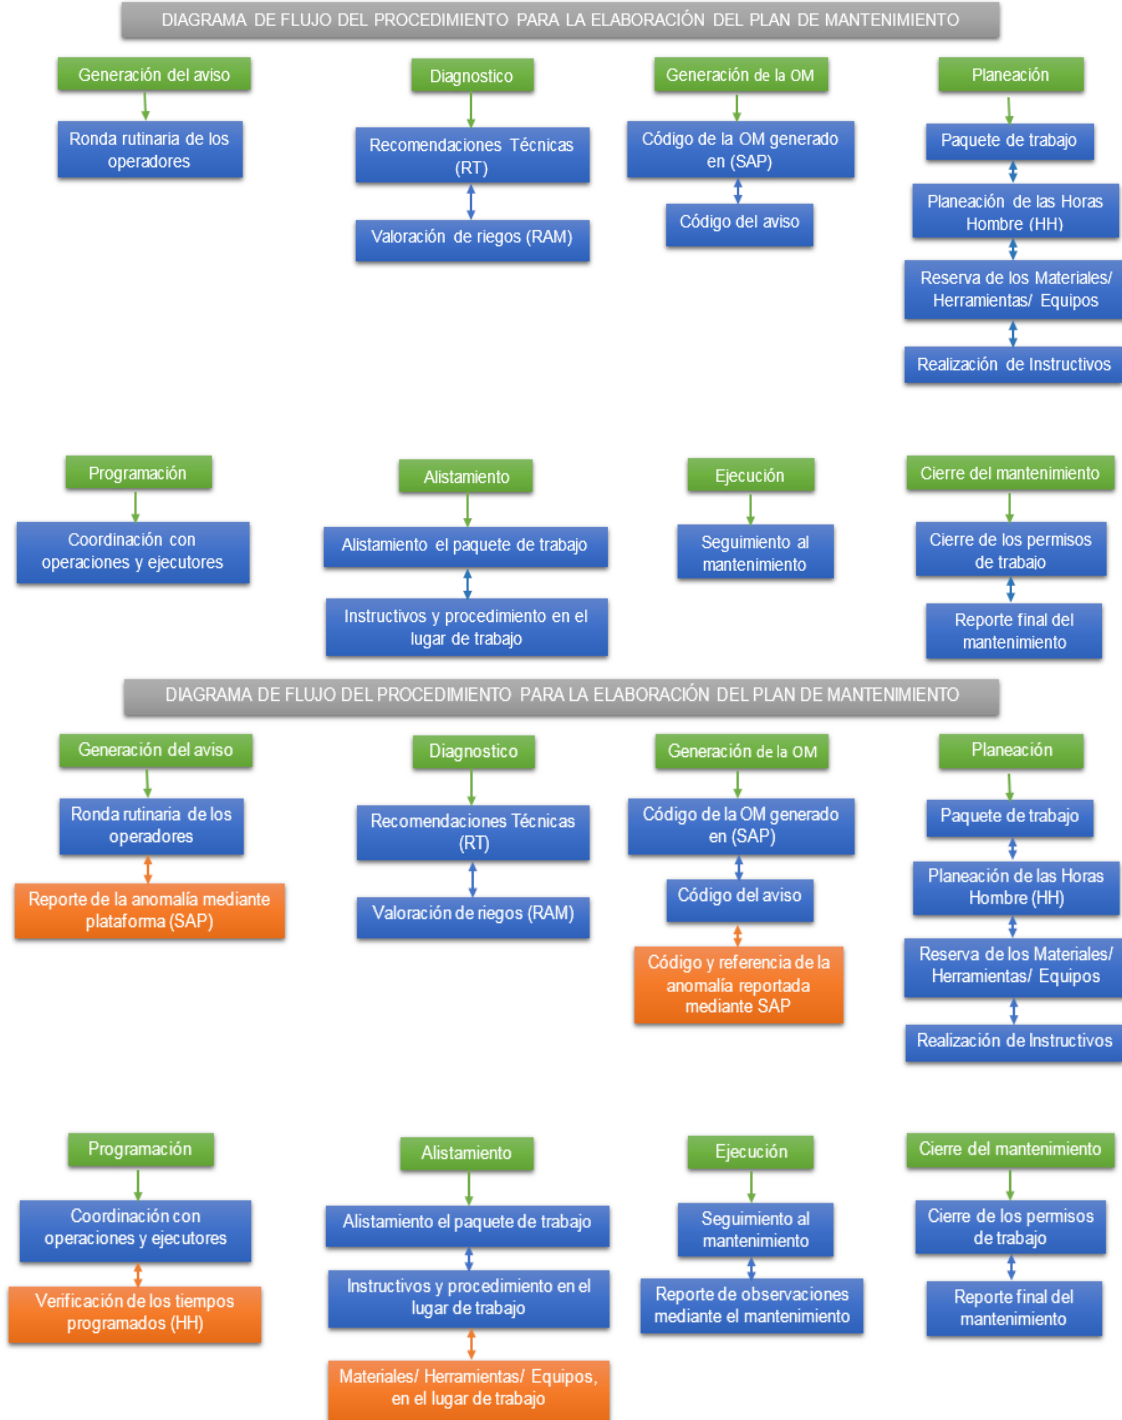 DIAGRAMA DE FLUJO DEL PROCEDIMIENTO PARA LA ELABORACIÓN DEL PLAN DE MANTENIMIENTO
Generación del aviso
Ronda rutinaria de los
operadores
Diagnostico
Recomendaciones Técnicas
(RT)
Valoración de riegos (RAM)
Generación de la OM
Código de la OM generado
en (SAP)
Código del aviso
Planeación
Paquete de trabajo
Planeación de las Horas
Hombre (HH)
Reserva de los Materiales/
Herramientas/ Equipos
Realización de Instructivos
Programación
Coordinación con
operaciones y ejecutores
Alistamiento
Alistamiento el paquete de trabajo
Instructivos y procedimiento en el
lugar de trabajo
Ejecución
Seguimiento al
mantenimiento
Cierre del mantenimiento
Cierre de los permisos
de trabajo
Reporte final del
mantenimiento
DIAGRAMA DE FLUJO DEL PROCEDIMIENTO PARA LA ELABORACIÓN DEL PLAN DE MANTENIMIENTO
Generación del aviso
Ronda rutinaria de los
operadores
Reporte de la anomalía mediante
plataforma (SAP)
Diagnostico
Recomendaciones Técnicas
(RT)
Valoración de riegos (RAM)
Generación de la OM
Código de la OM generado
en (SAP)
Código del aviso
Código y referencia de la
anomalía reportada
mediante SAP
Planeación
Paquete de trabajo
Planeación de las Horas
Hombre (HH)
Reserva de los Materiales/
Herramientas/ Equipos
Realización de Instructivos
Programación
Coordinación con
operaciones y ejecutores
Verificación de los tiempos
programados (HH)
Alistamiento
Alistamiento el paquete de trabajo
Instructivos y procedimiento en el
lugar de trabajo
Materiales/ Herramientas/ Equipos,
en el lugar de trabajo
Ejecución
Seguimiento al
mantenimiento
Reporte de observaciones
mediante el mantenimiento
Cierre del mantenimiento
Cierre de los permisos
de trabajo
Reporte final del
mantenimiento